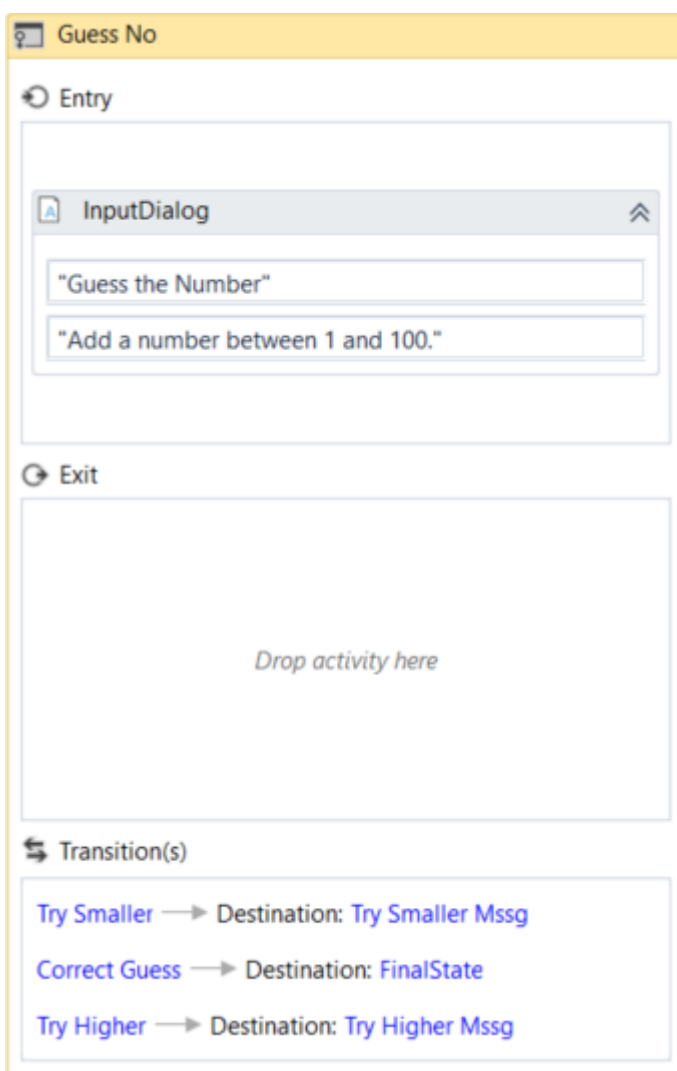 Guess No
Entry
InputDialog
"Guess the Number"
"Add a number between 1 and 100."
Exit
Drop activity here
Transition(s)
Try Smaller Destination: Try Smaller Mssg
Correct Guess Destination: FinalState
Try Higher Destination: Try Higher Mssg